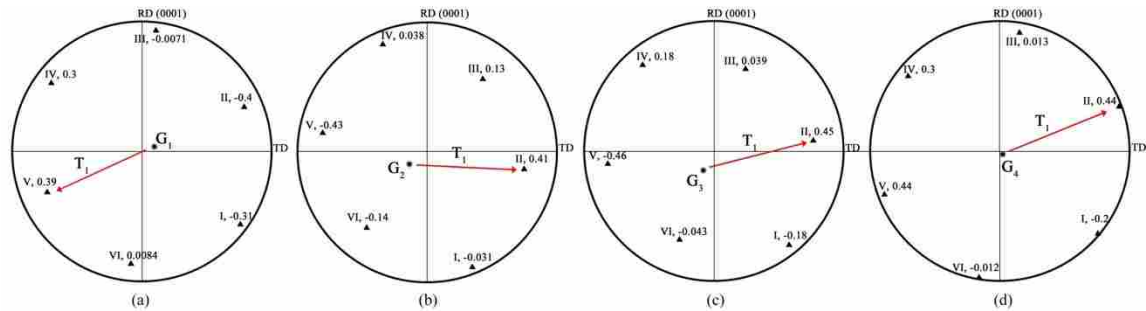 RD (0001)
III, -0.0071
IV, 0.3
II, -0.4
G1
TD
T1
V, 0.39
I, -0.31
VI, 0.0084
(a)
RD (0001)
IV, 0.038
III, 0.13
V, -0.43
TD
T1
G2
II, 0.41
VI, -0.14
I, -0.031
(b)
RD (0001)
IV, 0.18
III, 0.039
II, 0.45
T1
TD
V, -0.46
G3
VI, -0.043
I, -0.18
(c)
RD (0001)
III, 0.013
IV, 0.3
II, 0.44
T1
TD
G4
V, 0.44
I, -0.2
VI, -0.012
(d)